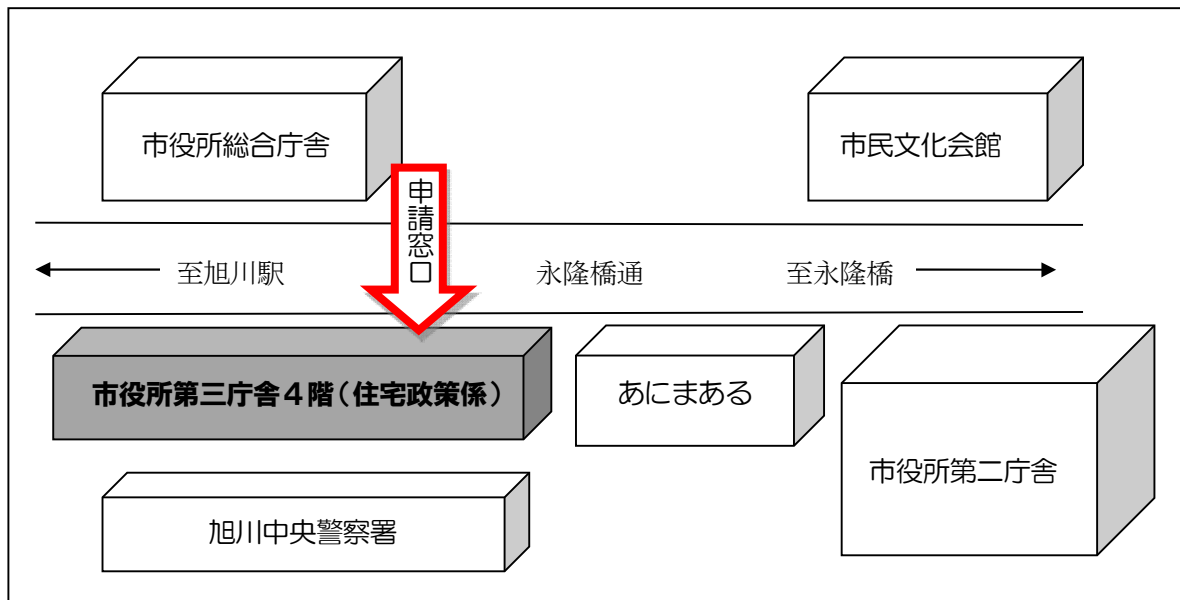 市役所総合庁舎
市民文化会館
申請窓口
至旭川駅
永隆橋通
至永隆橋
市役所第三庁舎4階(住宅政策係)
あにまある
市役所第二庁舎
旭川中央警察署